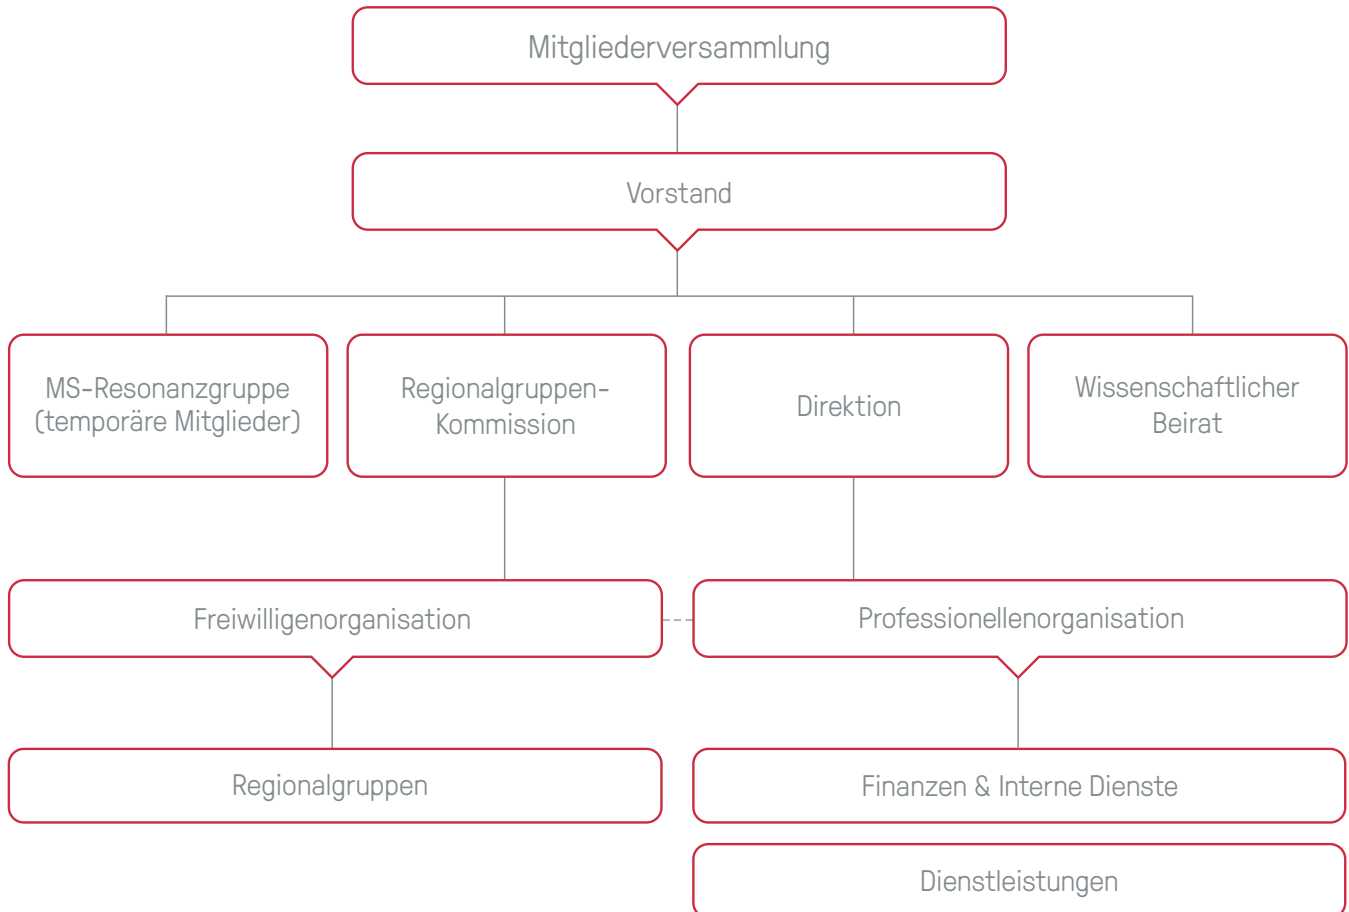 Mitgliederversammlung
Vorstand
MS-Resonanzgruppe
(temporäre Mitglieder)
Regionalgruppen-
Kommission
Direktion
Wissenschaftlicher
Beirat
Freiwilligenorganisation
Professionellenorganisation
Regionalgruppen
Finanzen & Interne Dienste
Dienstleistungen